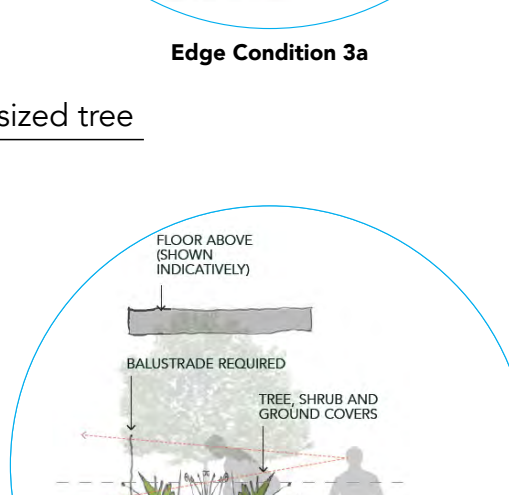 Edge Condition 3a
sized tree
FLOOR ABOVE
(SHOWN
INDICATIVELY)
BALUSTRADE REQUIRED
TREE, SHRUB AND
GROUND COVERS